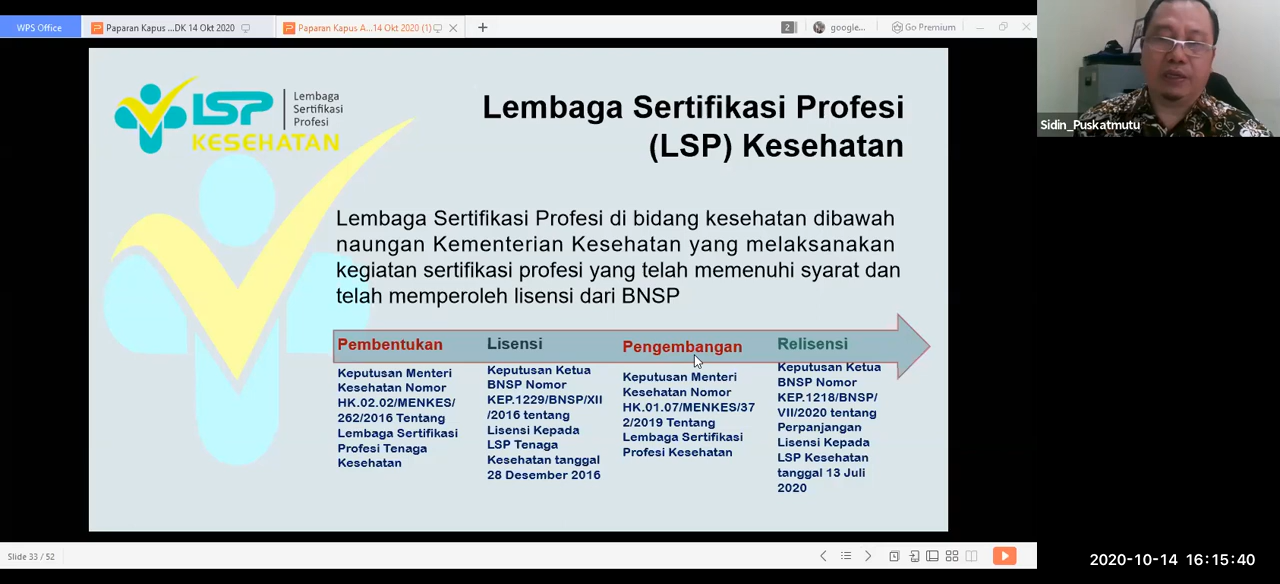 WPS Office
Paparan Kapus ...DK 14 Okt 2020
Paparan Kapus A...14 Okt 2020 (1)
2
google...
Go Premium
LSP
Lembaga
Sertifikasi
Profesi
KESEHATAN
Lembaga Sertifikasi Profesi
(LSP) Kesehatan
Sidin_Puskatmutu
Lembaga Sertifikasi Profesi di bidang kesehatan dibawah
naungan Kementerian Kesehatan yang melaksanakan
kegiatan sertifikasi profesi yang telah memenuhi syarat dan
telah memperoleh lisensi dari BNSP
Pembentukan
Keputusan Menteri
Kesehatan Nomor
HK.02.02/MENKES/
262/2016 Tentang
Lembaga Sertifikasi
Profesi Tenaga
Kesehatan
Lisensi
Keputusan Ketua
BNSP Nomor
KEP.1229/BNSP/XII
/2016 tentang
Lisensi Kepada
LSP Tenaga
Kesehatan tanggal
28 Desember 2016
Pengembangan
Keputusan Menteri
Kesehatan Nomor
HK.01.07/MENKES/37
2/2019 Tentang
Lembaga Sertifikasi
Profesi Kesehatan
Relisensi
Keputusan Ketua
BNSP Nomor
KEP.1218/BNSP/
VII/2020 tentang
Perpanjangan
Lisensi Kepada
LSP Kesehatan
tanggal 13 Juli
2020
Slide 33 / 52
2020-10-14 16:15:40